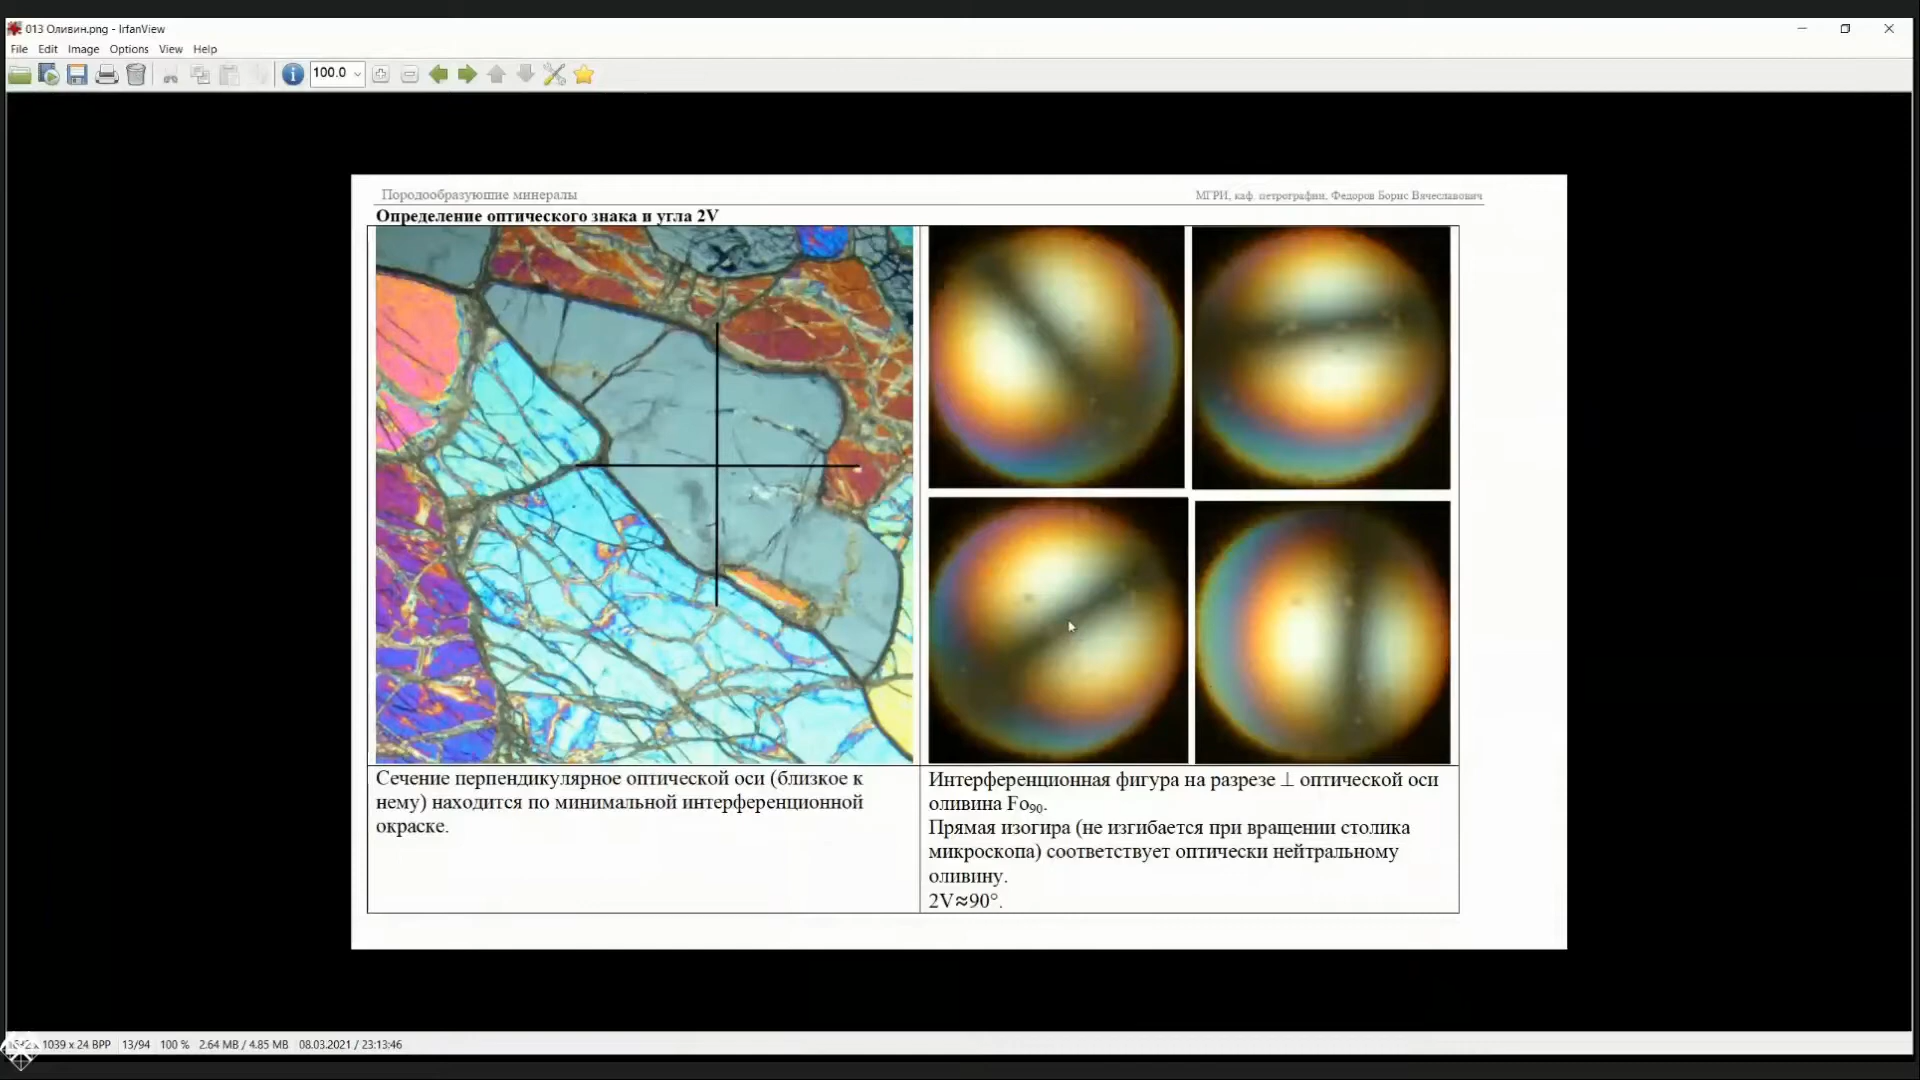 013 Оливин.png - IrfanView
File Edit Image Options View Help
100.0
Породообразующие минералы
МГРИ, каф. петрографии, Федоров Борис Вячеславович
Определение оптического знака и угла 2V
Сечение перпендикулярное оптической оси (близкое к
нему) находится по минимальной интерференционной
окраске.
Интерференционная фигура на разрезе ⊥ оптической оси
оливина Fo90.
Прямая изогира (не изгибается при вращении столика
микроскопа) соответствует оптически нейтральному
оливину.
2V≈90°.
x 1039 x 24 BPP 13/94 100 % 2.64 MB / 4.85 MB 08.03.2021 / 23:13:46